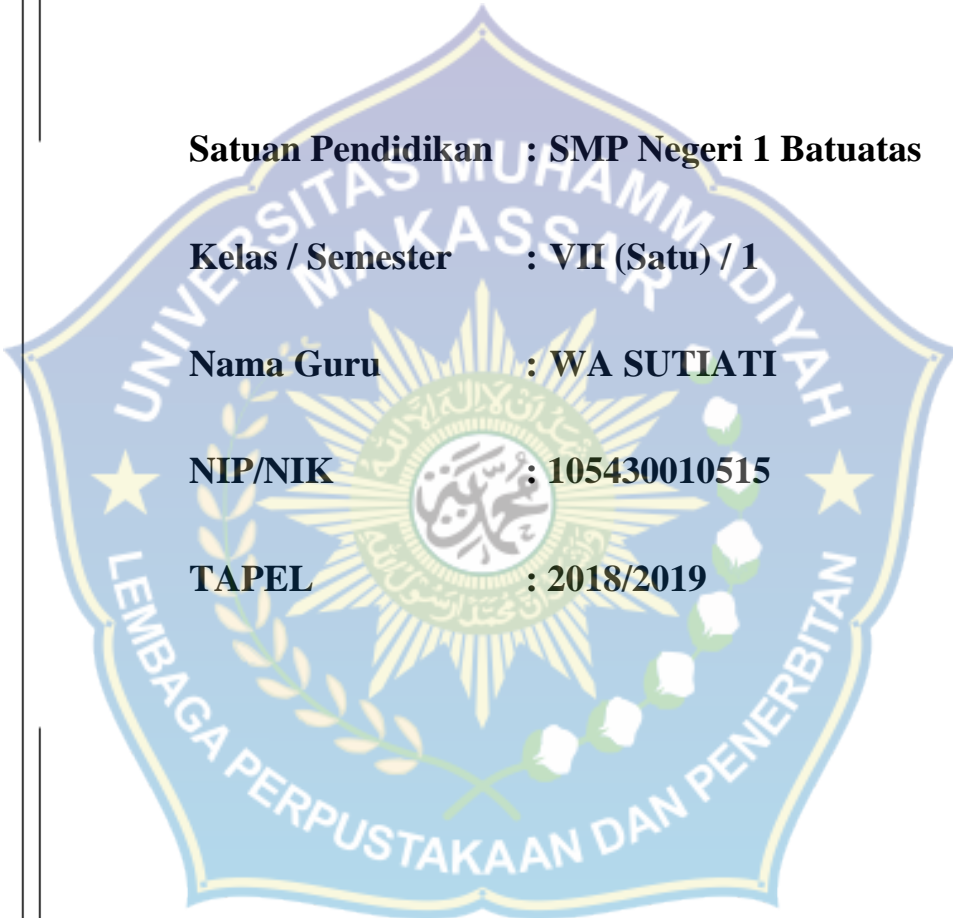 Satuan Pendidikan : SMP Negeri 1 Batuatas
Kelas / Semester : VII (Satu) / 1
Nama Guru : WA SUTIATI
NIP/NIK : 105430010515
TAPEL : 2018/2019
UNIVERSITAS MUHAMMADIYAH
MAKASSAR
LEMBAGA PERPUSTAKAAN DAN PENERBITAN